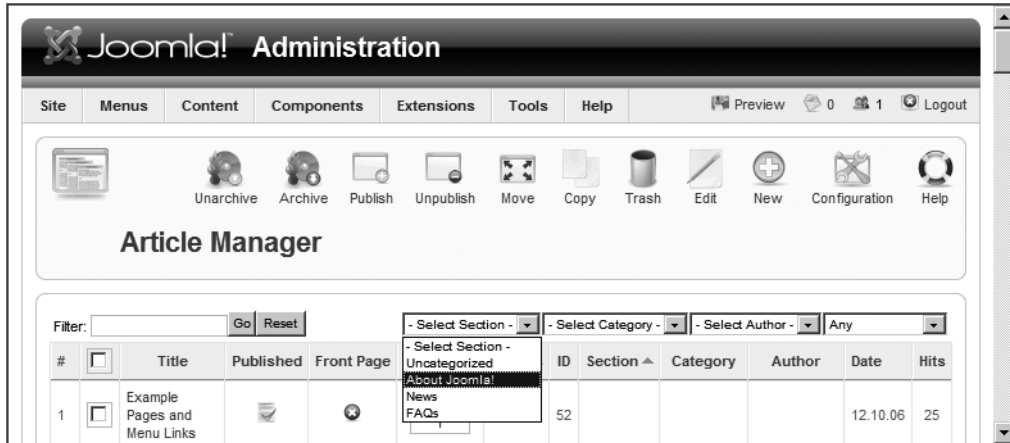 Joomla! Administration
Site Menus Content Components Extensions Tools Help Preview 0 1 Logout
Unarchive Archive Publish Unpublish Move Copy Trash Edit New Configuration Help
Article Manager
Filter: Go Reset - Select Section - - Select Category - - Select Author - Any
- Select Section -
Uncategorized
About Joomla!
News
FAQs
# Title Published Front Page ID Section Category Author Date Hits
1 Example Pages and Menu Links 52 12.10.06 25